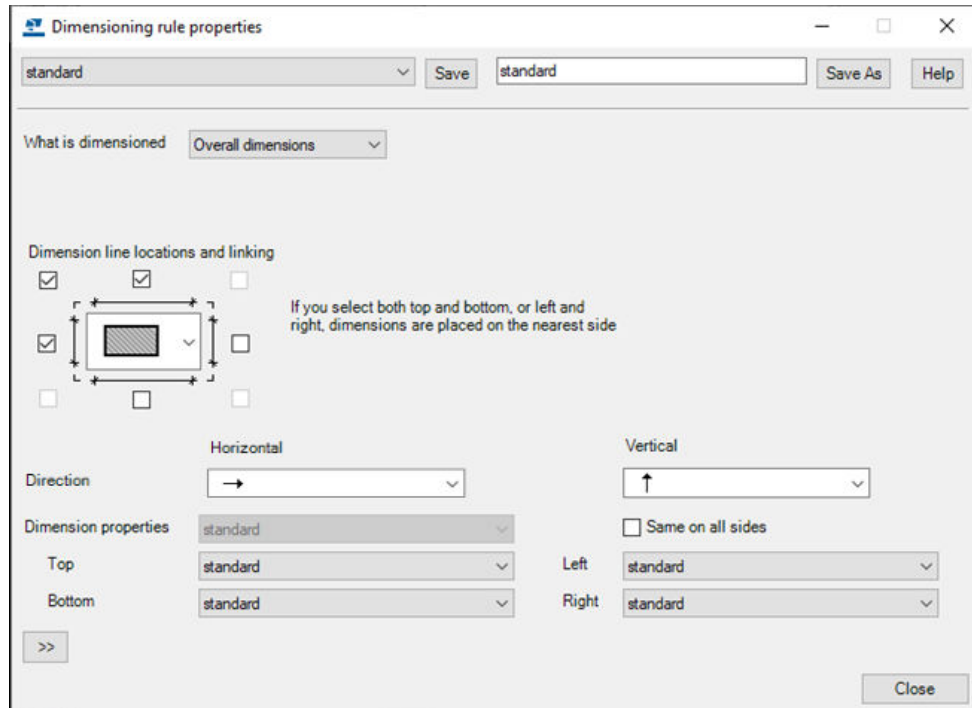 Dimensioning rule properties
standard Save standard Save As Help
What is dimensioned Overall dimensions
Dimension line locations and linking
If you select both top and bottom, or left and
right, dimensions are placed on the nearest side
Horizontal Vertical
Direction
Dimension properties standard Same on all sides
Top standard Left standard
Bottom standard Right standard
>>
Close